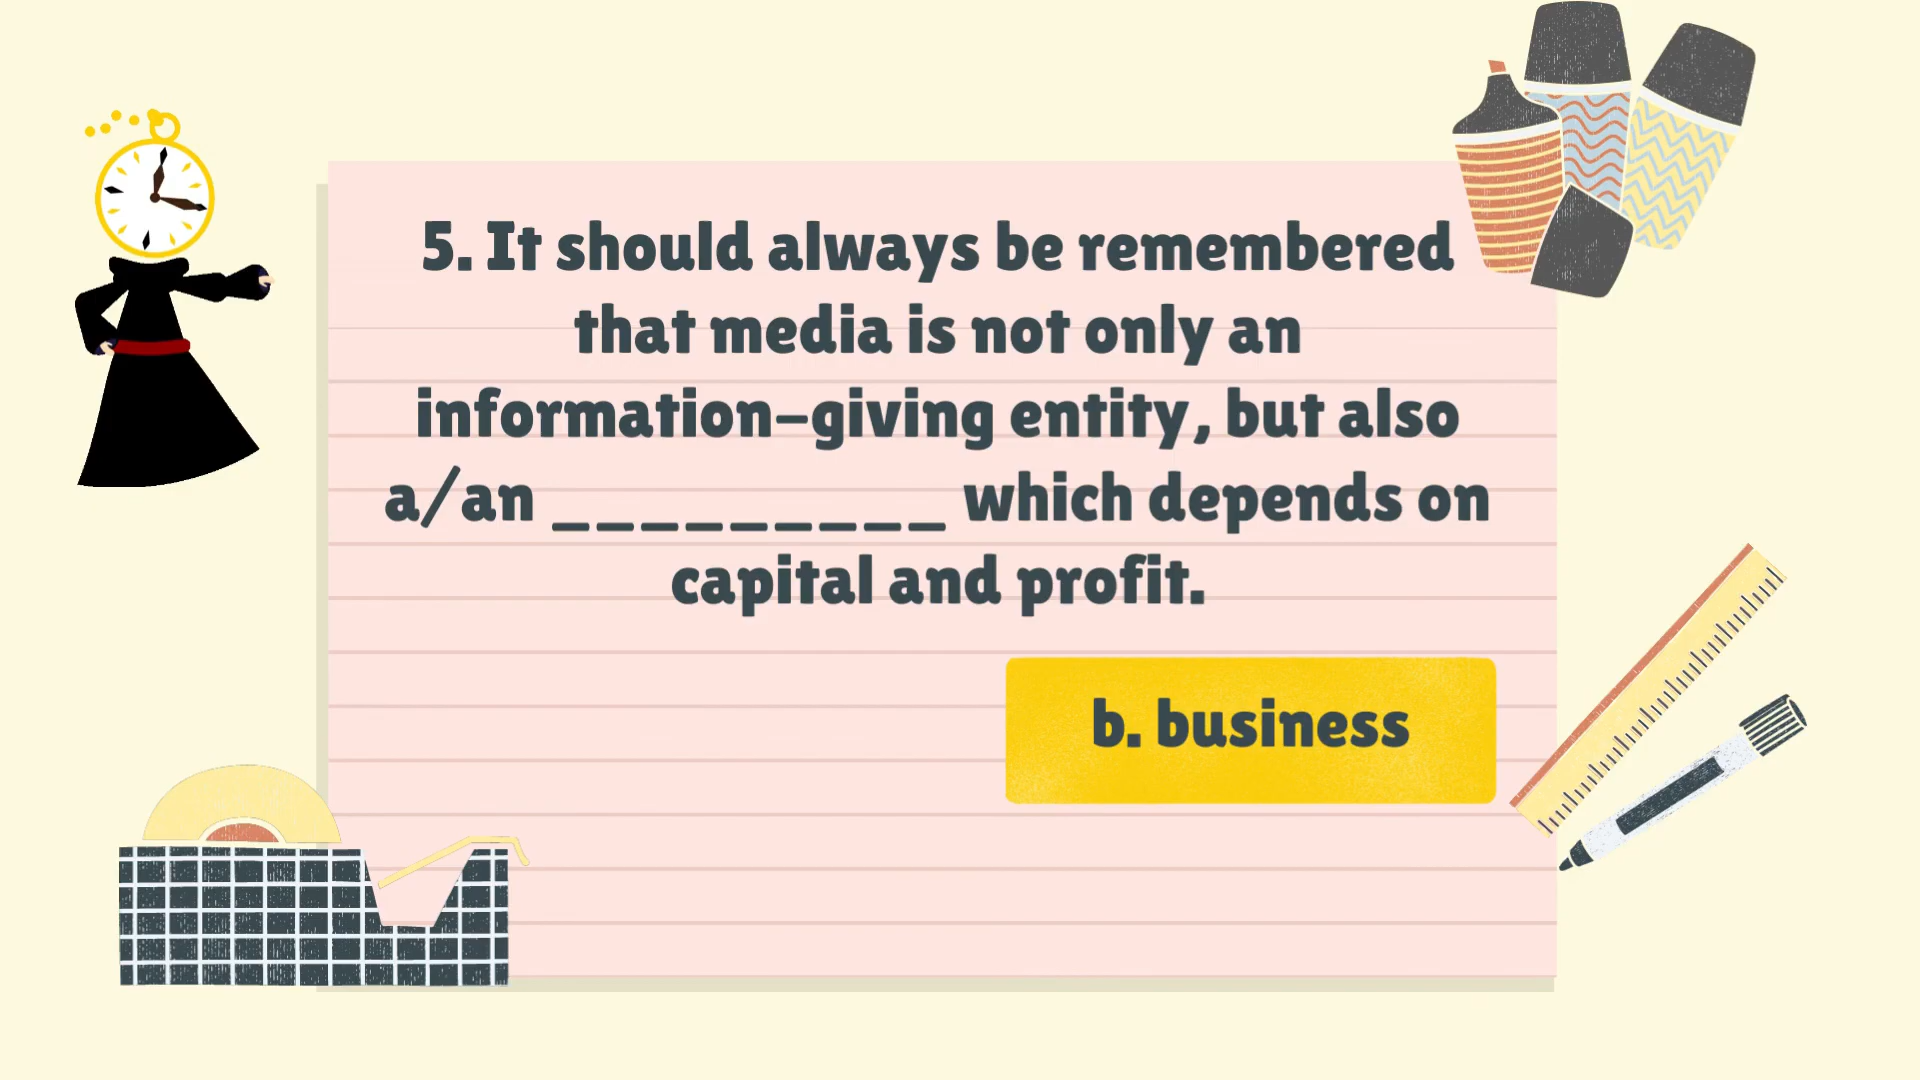 5. It should always be remembered
that media is not only an
information-giving entity, but also
a/an _________ which depends on
capital and profit.
b. business